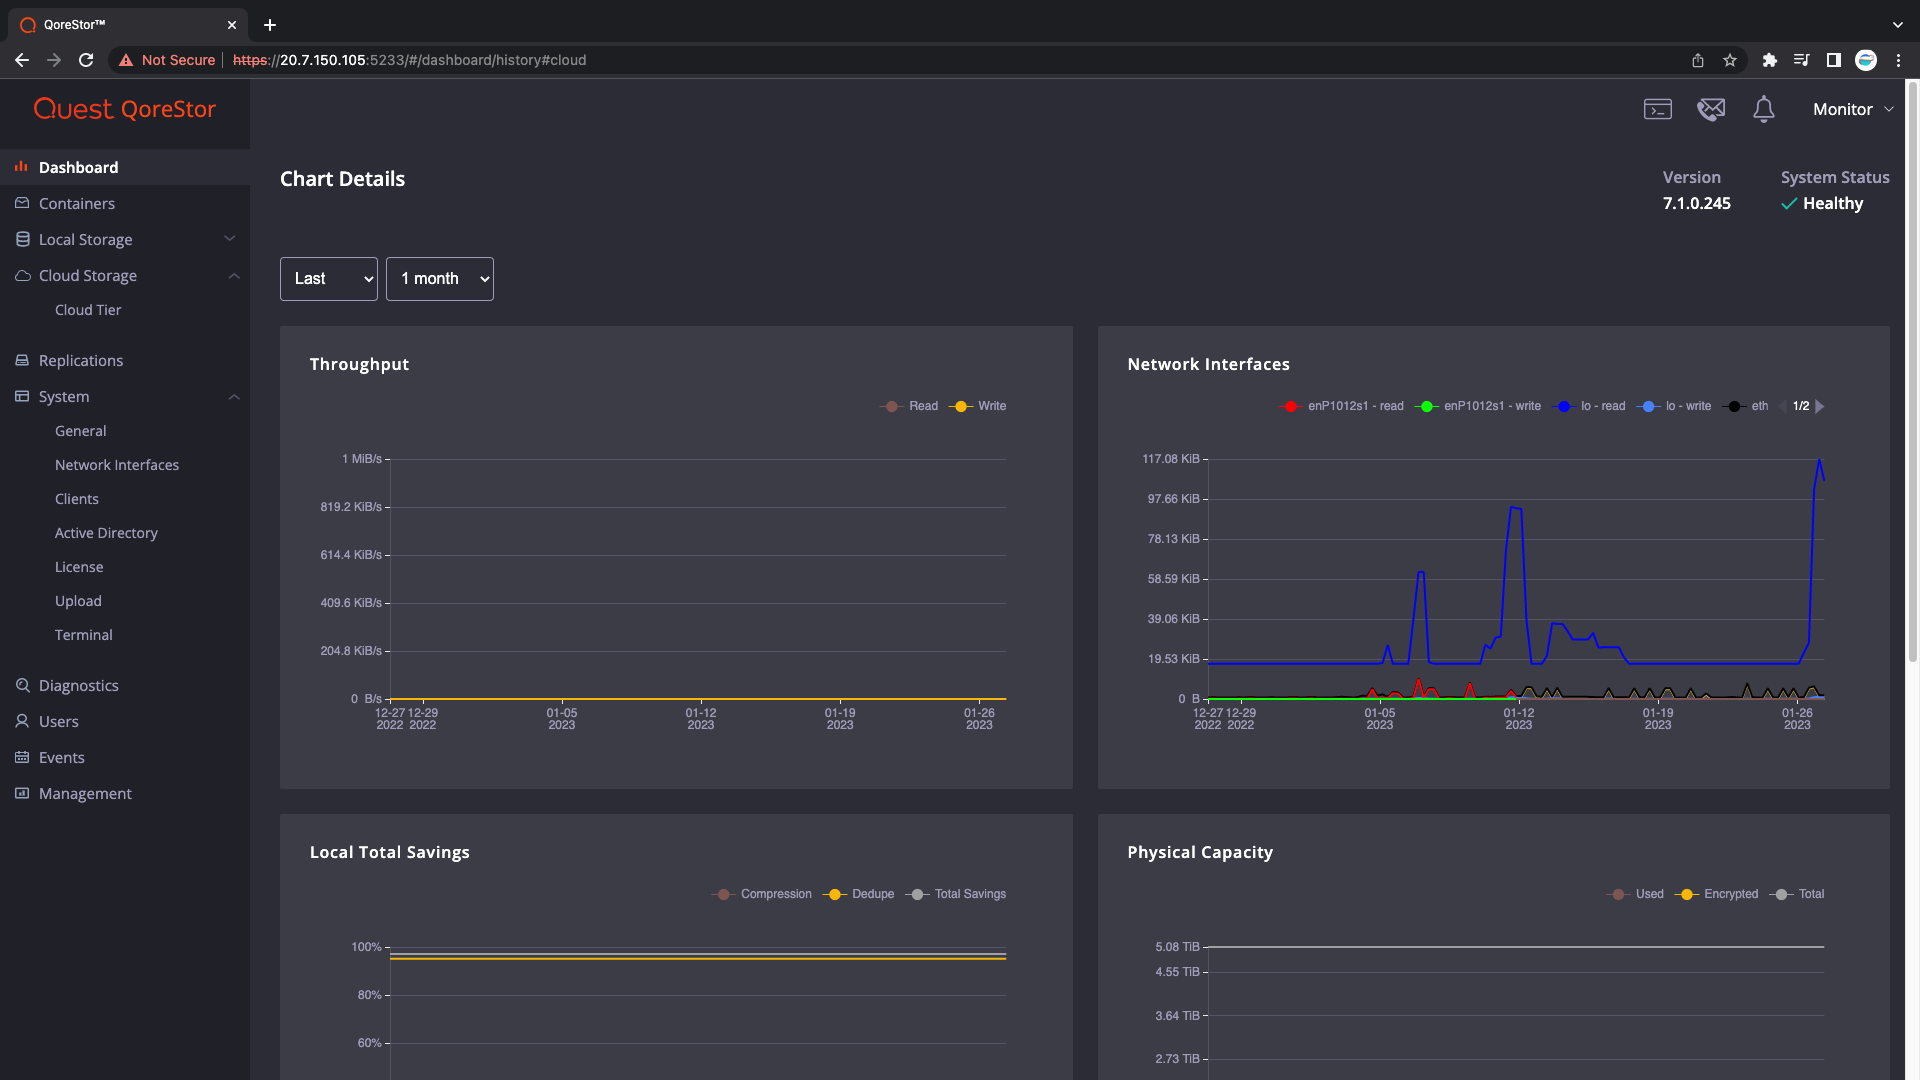 QoreStor™
Not Secure
https://20.7.150.105:5233/#/dashboard/history#cloud
Quest QoreStor
Monitor
Dashboard
Containers
Local Storage
Cloud Storage
Cloud Tier
Replications
System
General
Network Interfaces
Clients
Active Directory
License
Upload
Terminal
Diagnostics
Users
Events
Management
Chart Details
Version
7.1.0.245
System Status
Healthy
Last
1 month
Throughput
Read Write
1 MiB/s
819.2 KiB/s
614.4 KiB/s
409.6 KiB/s
204.8 KiB/s
0 B/s
12-27 12-29 01-05 01-12 01-19 01-26
2022 2022 2023 2023 2023 2023
Network Interfaces
enP1012s1 - read enP1012s1 - write lo - read lo - write eth 1/2
117.08 KiB
97.66 KiB
78.13 KiB
58.59 KiB
39.06 KiB
19.53 KiB
0 B
12-27 12-29 01-05 01-12 01-19 01-26
2022 2022 2023 2023 2023 2023
Local Total Savings
Compression Dedupe Total Savings
100%
80%
60%
Physical Capacity
Used Encrypted Total
5.08 TiB
4.55 TiB
3.64 TiB
2.73 TiB